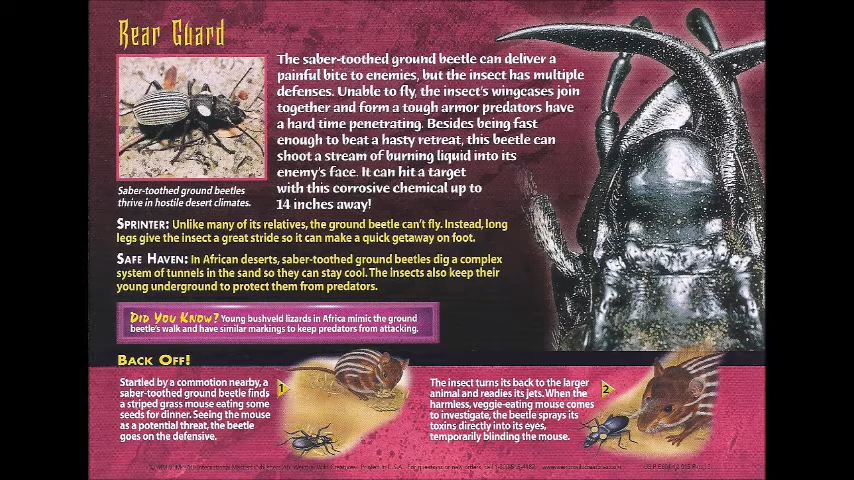 Rear Guard
The saber-toothed ground beetle can deliver a
painful bite to enemies, but the insect has multiple
defenses. Unable to fly, the insect's wingcases join
together and form a tough armor predators have
a hard time penetrating. Besides being fast
enough to beat a hasty retreat, this beetle can
shoot a stream of burning liquid into its
enemy's face. It can hit a target
with this corrosive chemical up to
14 inches away!
Saber-toothed ground beetles
thrive in hostile desert climates.
SPRINTER: Unlike many of its relatives, the ground beetle can't fly. Instead, long
legs give the insect a great stride so it can make a quick getaway on foot.
SAFE HAVEN: In African deserts, saber-toothed ground beetles dig a complex
system of tunnels in the sand so they can stay cool. The insects also keep their
young underground to protect them from predators.
DID YOU KNOW? Young bushveld lizards in Africa mimic the ground
beetle's walk and have similar markings to keep predators from attacking.
BACK OFF!
Startled by a commotion nearby, a
saber-toothed ground beetle finds
a striped grass mouse eating some
seeds for dinner. Seeing the mouse
as a potential threat, the beetle
goes on the defensive.
1
The insect turns its back to the larger
animal and readies its jets. When the
harmless, veggie-eating mouse comes
to investigate, the beetle sprays its
toxins directly into its eyes,
temporarily blinding the mouse.
2